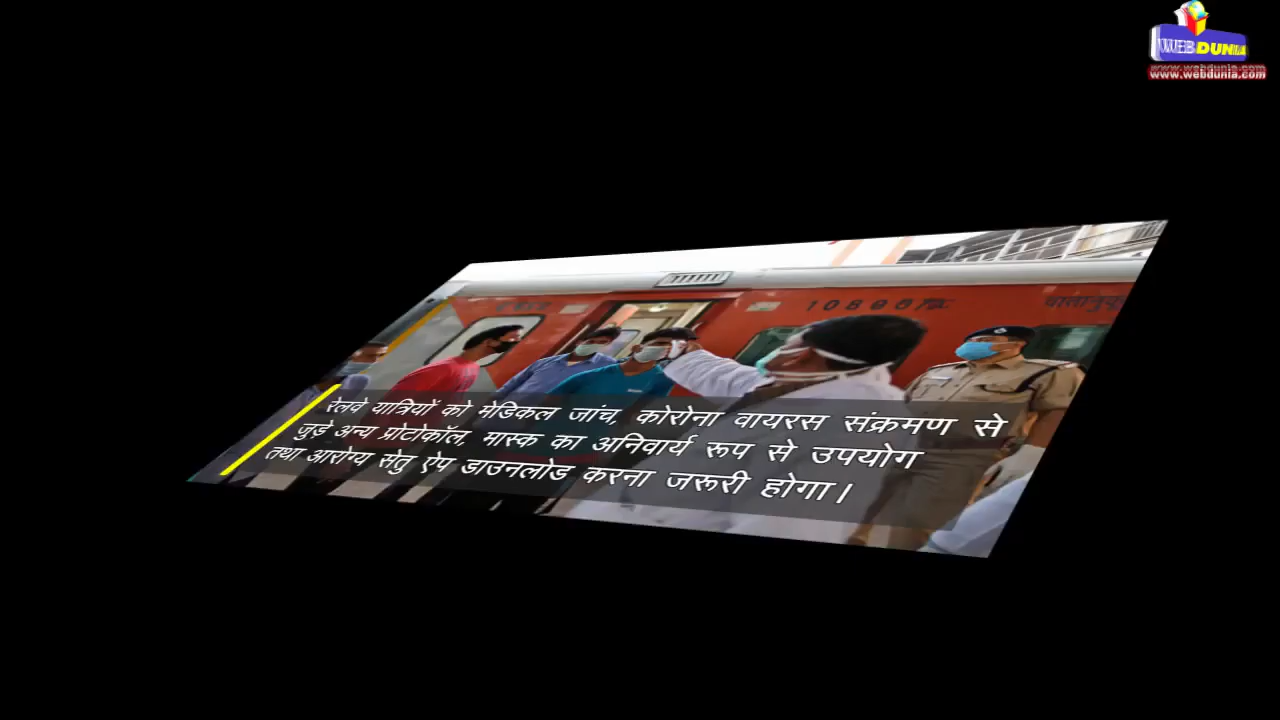 WEBDUNIA
www.webdunia.com
रेलवे यात्रियों को मेडिकल जांच, कोरोना वायरस संक्रमण से
जुड़े अन्य प्रोटोकॉल, मास्क का अनिवार्य रूप से उपयोग
तथा आरोग्य सेतु ऐप डाउनलोड करना जरूरी होगा।